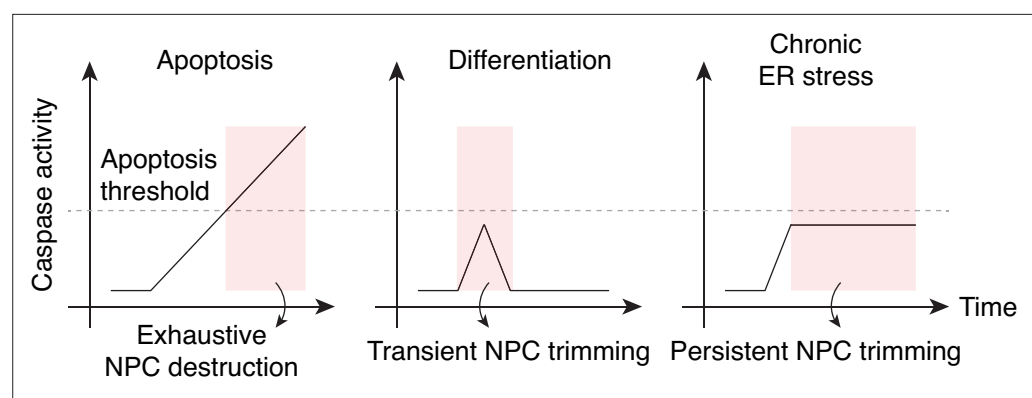 Apoptosis
Differentiation
Chronic
ER stress
Caspase activity
Apoptosis
threshold
Time
Exhaustive
NPC destruction
Transient NPC trimming
Persistent NPC trimming